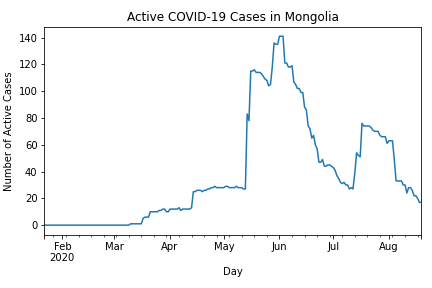 Active COVID-19 Cases in Mongolia
Number of Active Cases
140
120
100
80
60
40
20
0
Feb Mar Apr May Jun Jul Aug
2020
Day